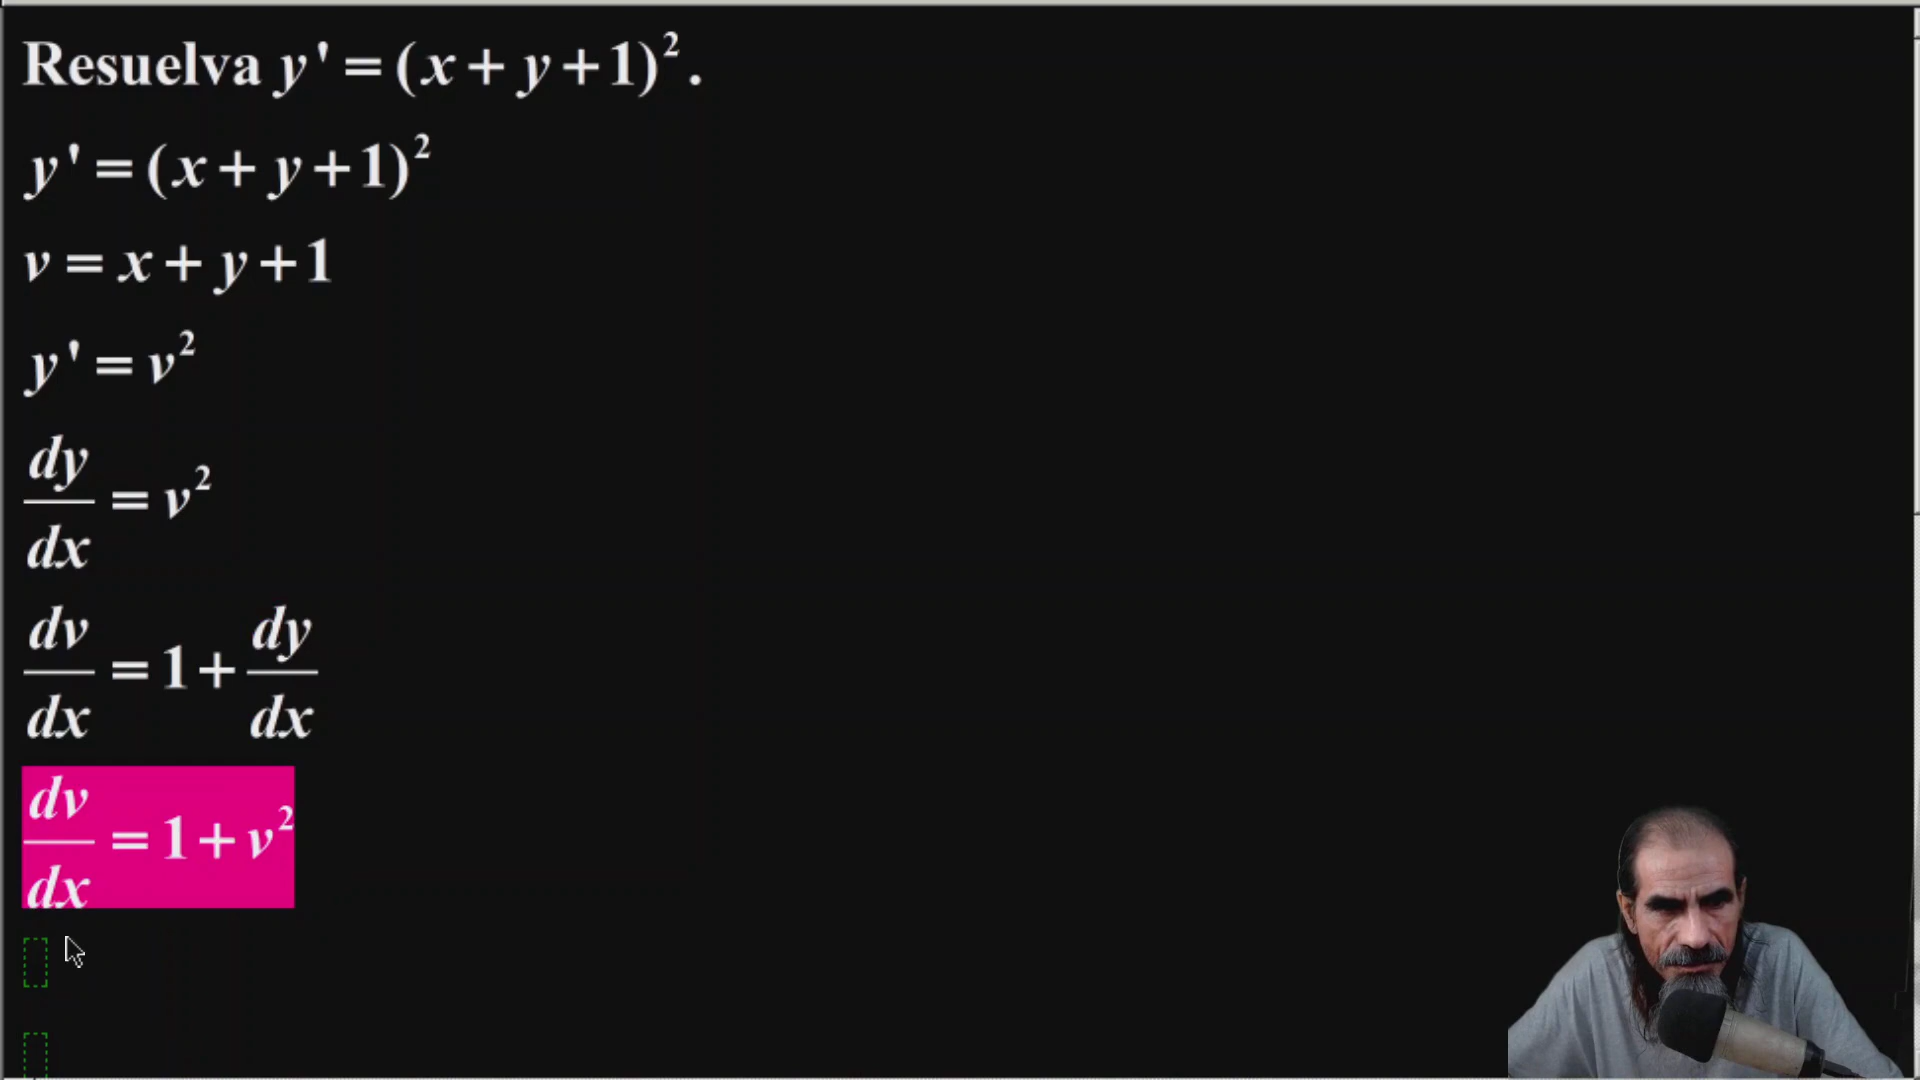 Resuelva y' = (x + y + 1)².
y' = (x + y + 1)²
v = x + y + 1
y' = v²
dy/dx = v²
dv/dx = 1 + dy/dx
dv/dx = 1 + v²